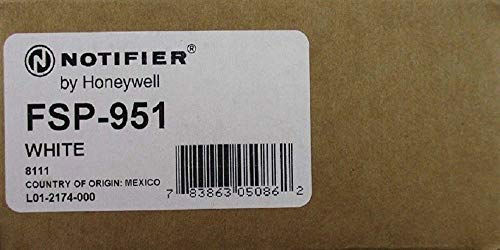 N NOTIFIER®
by Honeywell
FSP-951
WHITE
8111
COUNTRY OF ORIGIN: MEXICO
L01-2174-000
7 83863 05086 2